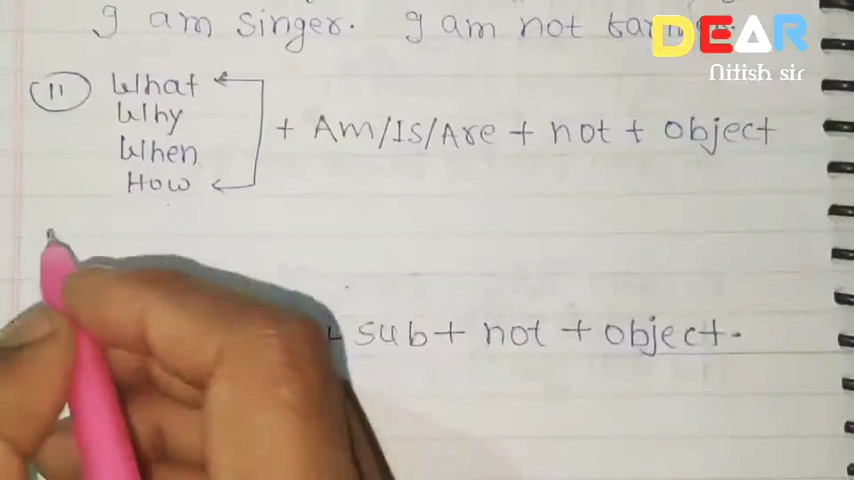 I am singer. I am not
DEAR
Nitish sir
11 What
Why
When
How
+ Am/Is/Are + not + object
sub + not + object.